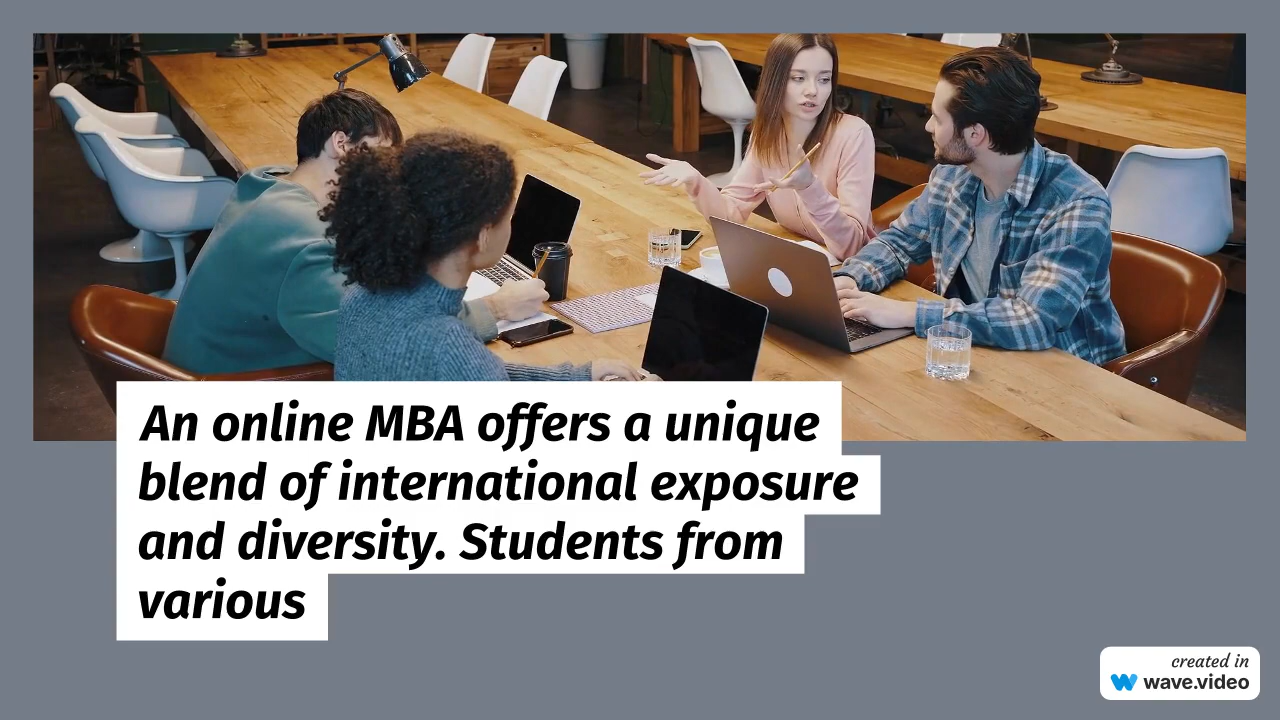 An online MBA offers a unique
blend of international exposure
and diversity. Students from
various
created in
wave.video